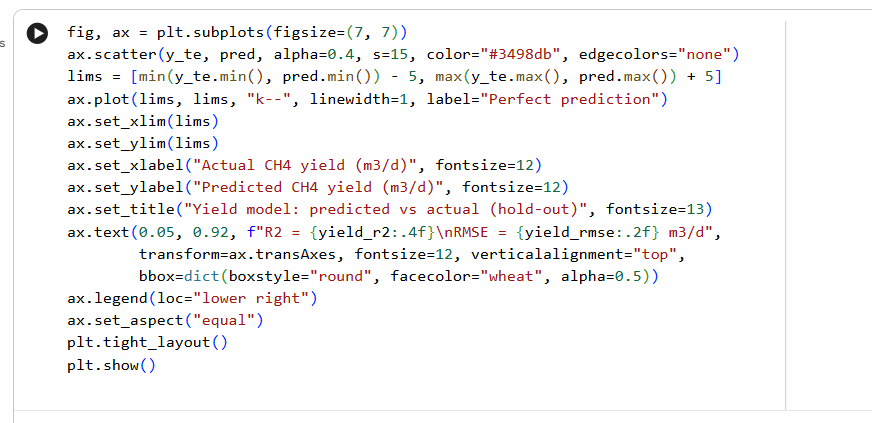 fig, ax = plt.subplots(figsize=(7, 7))
ax.scatter(y_te, pred, alpha=0.4, s=15, color="#3498db", edgecolors="none")
lims = [min(y_te.min(), pred.min()) - 5, max(y_te.max(), pred.max()) + 5]
ax.plot(lims, lims, "k--", linewidth=1, label="Perfect prediction")
ax.set_xlim(lims)
ax.set_ylim(lims)
ax.set_xlabel("Actual CH4 yield (m3/d)", fontsize=12)
ax.set_ylabel("Predicted CH4 yield (m3/d)", fontsize=12)
ax.set_title("Yield model: predicted vs actual (hold-out)", fontsize=13)
ax.text(0.05, 0.92, f"R2 = {yield_r2:.4f}\nRMSE = {yield_rmse:.2f} m3/d",
        transform=ax.transAxes, fontsize=12, verticalalignment="top",
        bbox=dict(boxstyle="round", facecolor="wheat", alpha=0.5))
ax.legend(loc="lower right")
ax.set_aspect("equal")
plt.tight_layout()
plt.show()